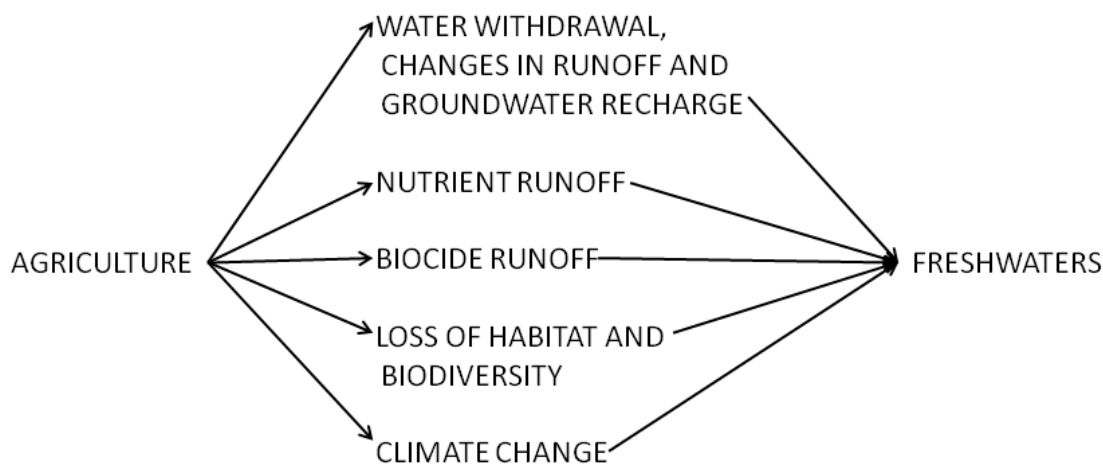 WATER WITHDRAWAL,
CHANGES IN RUNOFF AND
GROUNDWATER RECHARGE
NUTRIENT RUNOFF
AGRICULTURE
BIOCIDE RUNOFF
FRESHWATERS
LOSS OF HABITAT AND
BIODIVERSITY
CLIMATE CHANGE